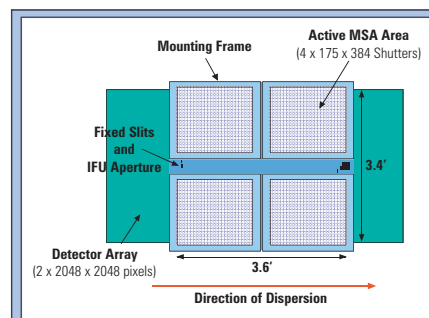 Mounting Frame
Active MSA Area
(4 x 175 x 384 Shutters)
Fixed Slits
and
IFU Aperture
3.4′
Detector Array
(2 x 2048 x 2048 pixels)
3.6′
Direction of Dispersion